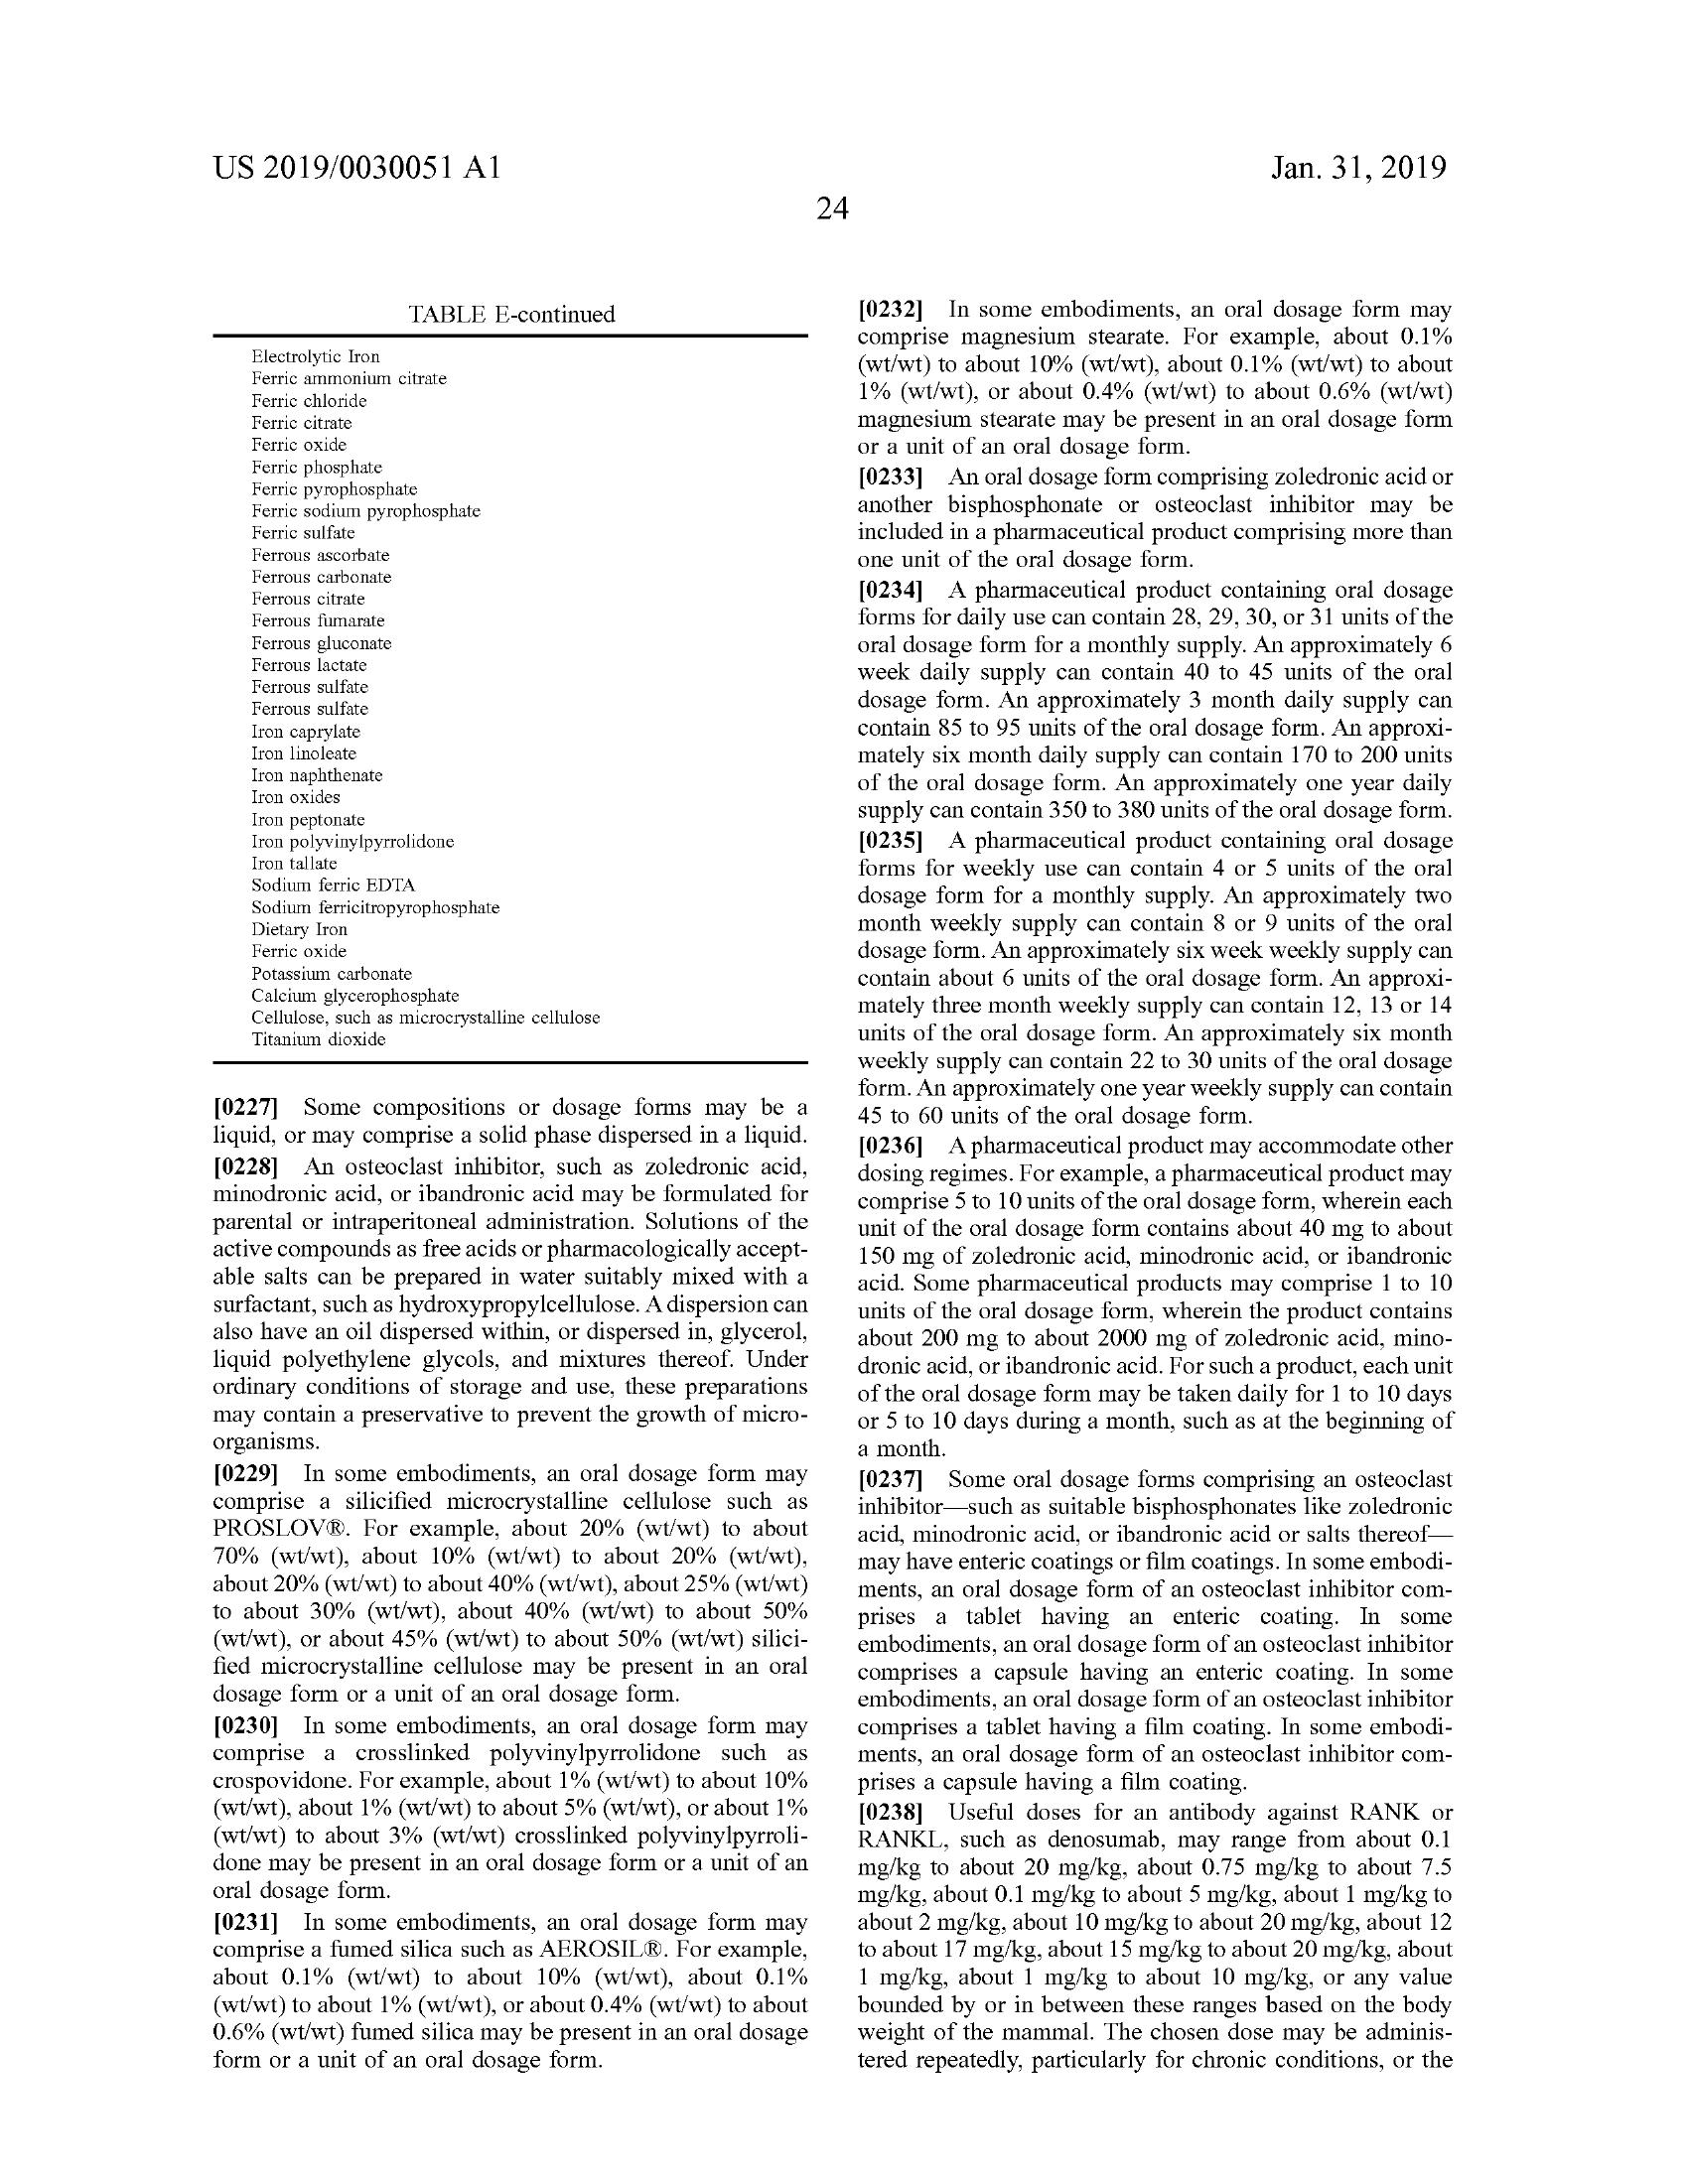 US 2019/0030051 A1
Jan. 31, 2019
24
TABLE E-continued
Electrolytic Iron
Ferric ammonium citrate
Ferric chloride
Ferric citrate
Ferric oxide
Ferric phosphate
Ferric pyrophosphate
Ferric sodium pyrophosphate
Ferric sulfate
Ferrous ascorbate
Ferrous carbonate
Ferrous citrate
Ferrous fumarate
Ferrous gluconate
Ferrous lactate
Ferrous sulfate
Ferrous sulfate
Iron caprylate
Iron linoleate
Iron naphthenate
Iron oxides
Iron peptonate
Iron polyvinylpyrrolidone
Iron tallate
Sodium ferric EDTA
Sodium ferricitropyrophosphate
Dietary Iron
Ferric oxide
Potassium carbonate
Calcium glycerophosphate
Cellulose, such as microcrystalline cellulose
Titanium dioxide
[0227] Some compositions or dosage forms may be a
liquid, or may comprise a solid phase dispersed in a liquid.
[0228] An osteoclast inhibitor, such as zoledronic acid,
minodronic acid, or ibandronic acid may be formulated for
parental or intraperitoneal administration. Solutions of the
active compounds as free acids or pharmacologically accept-
able salts can be prepared in water suitably mixed with a
surfactant, such as hydroxypropylcellulose. A dispersion can
also have an oil dispersed within, or dispersed in, glycerol,
liquid polyethylene glycols, and mixtures thereof. Under
ordinary conditions of storage and use, these preparations
may contain a preservative to prevent the growth of micro-
organisms.
[0229] In some embodiments, an oral dosage form may
comprise a silicified microcrystalline cellulose such as
PROSLOV®. For example, about 20% (wt/wt) to about
70% (wt/wt), about 10% (wt/wt) to about 20% (wt/wt),
about 20% (wt/wt) to about 40% (wt/wt), about 25% (wt/wt)
to about 30% (wt/wt), about 40% (wt/wt) to about 50%
(wt/wt), or about 45% (wt/wt) to about 50% (wt/wt) silici-
fied microcrystalline cellulose may be present in an oral
dosage form or a unit of an oral dosage form.
[0230] In some embodiments, an oral dosage form may
comprise a crosslinked polyvinylpyrrolidone such as
crospovidone. For example, about 1% (wt/wt) to about 10%
(wt/wt), about 1% (wt/wt) to about 5% (wt/wt), or about 1%
(wt/wt) to about 3% (wt/wt) crosslinked polyvinylpyrroli-
done may be present in an oral dosage form or a unit of an
oral dosage form.
[0231] In some embodiments, an oral dosage form may
comprise a fumed silica such as AEROSIL®. For example,
about 0.1% (wt/wt) to about 10% (wt/wt), about 0.1%
(wt/wt) to about 1% (wt/wt), or about 0.4% (wt/wt) to about
0.6% (wt/wt) fumed silica may be present in an oral dosage
form or a unit of an oral dosage form.
[0232] In some embodiments, an oral dosage form may
comprise magnesium stearate. For example, about 0.1%
(wt/wt) to about 10% (wt/wt), about 0.1% (wt/wt) to about
1% (wt/wt), or about 0.4% (wt/wt) to about 0.6% (wt/wt)
magnesium stearate may be present in an oral dosage form
or a unit of an oral dosage form.
[0233] An oral dosage form comprising zoledronic acid or
another bisphosphonate or osteoclast inhibitor may be
included in a pharmaceutical product comprising more than
one unit of the oral dosage form.
[0234] A pharmaceutical product containing oral dosage
forms for daily use can contain 28, 29, 30, or 31 units of the
oral dosage form for a monthly supply. An approximately 6
week daily supply can contain 40 to 45 units of the oral
dosage form. An approximately 3 month daily supply can
contain 85 to 95 units of the oral dosage form. An approxi-
mately six month daily supply can contain 170 to 200 units
of the oral dosage form. An approximately one year daily
supply can contain 350 to 380 units of the oral dosage form.
[0235] A pharmaceutical product containing oral dosage
forms for weekly use can contain 4 or 5 units of the oral
dosage form for a monthly supply. An approximately two
month weekly supply can contain 8 or 9 units of the oral
dosage form. An approximately six week weekly supply can
contain about 6 units of the oral dosage form. An approxi-
mately three month weekly supply can contain 12, 13 or 14
units of the oral dosage form. An approximately six month
weekly supply can contain 22 to 30 units of the oral dosage
form. An approximately one year weekly supply can contain
45 to 60 units of the oral dosage form.
[0236] A pharmaceutical product may accommodate other
dosing regimes. For example, a pharmaceutical product may
comprise 5 to 10 units of the oral dosage form, wherein each
unit of the oral dosage form contains about 40 mg to about
150 mg of zoledronic acid, minodronic acid, or ibandronic
acid. Some pharmaceutical products may comprise 1 to 10
units of the oral dosage form, wherein the product contains
about 200 mg to about 2000 mg of zoledronic acid, mino-
dronic acid, or ibandronic acid. For such a product, each unit
of the oral dosage form may be taken daily for 1 to 10 days
or 5 to 10 days during a month, such as at the beginning of
a month.
[0237] Some oral dosage forms comprising an osteoclast
inhibitor—such as suitable bisphosphonates like zoledronic
acid, minodronic acid, or ibandronic acid or salts thereof—
may have enteric coatings or film coatings. In some embodi-
ments, an oral dosage form of an osteoclast inhibitor com-
prises a tablet having an enteric coating. In some
embodiments, an oral dosage form of an osteoclast inhibitor
comprises a capsule having an enteric coating. In some
embodiments, an oral dosage form of an osteoclast inhibitor
comprises a tablet having a film coating. In some embodi-
ments, an oral dosage form of an osteoclast inhibitor com-
prises a capsule having a film coating.
[0238] Useful doses for an antibody against RANK or
RANKL, such as denosumab, may range from about 0.1
mg/kg to about 20 mg/kg, about 0.75 mg/kg to about 7.5
mg/kg, about 0.1 mg/kg to about 5 mg/kg, about 1 mg/kg to
about 2 mg/kg, about 10 mg/kg to about 20 mg/kg, about 12
to about 17 mg/kg, about 15 mg/kg to about 20 mg/kg, about
1 mg/kg, about 1 mg/kg to about 10 mg/kg, or any value
bounded by or in between these ranges based on the body
weight of the mammal. The chosen dose may be adminis-
tered repeatedly, particularly for chronic conditions, or the